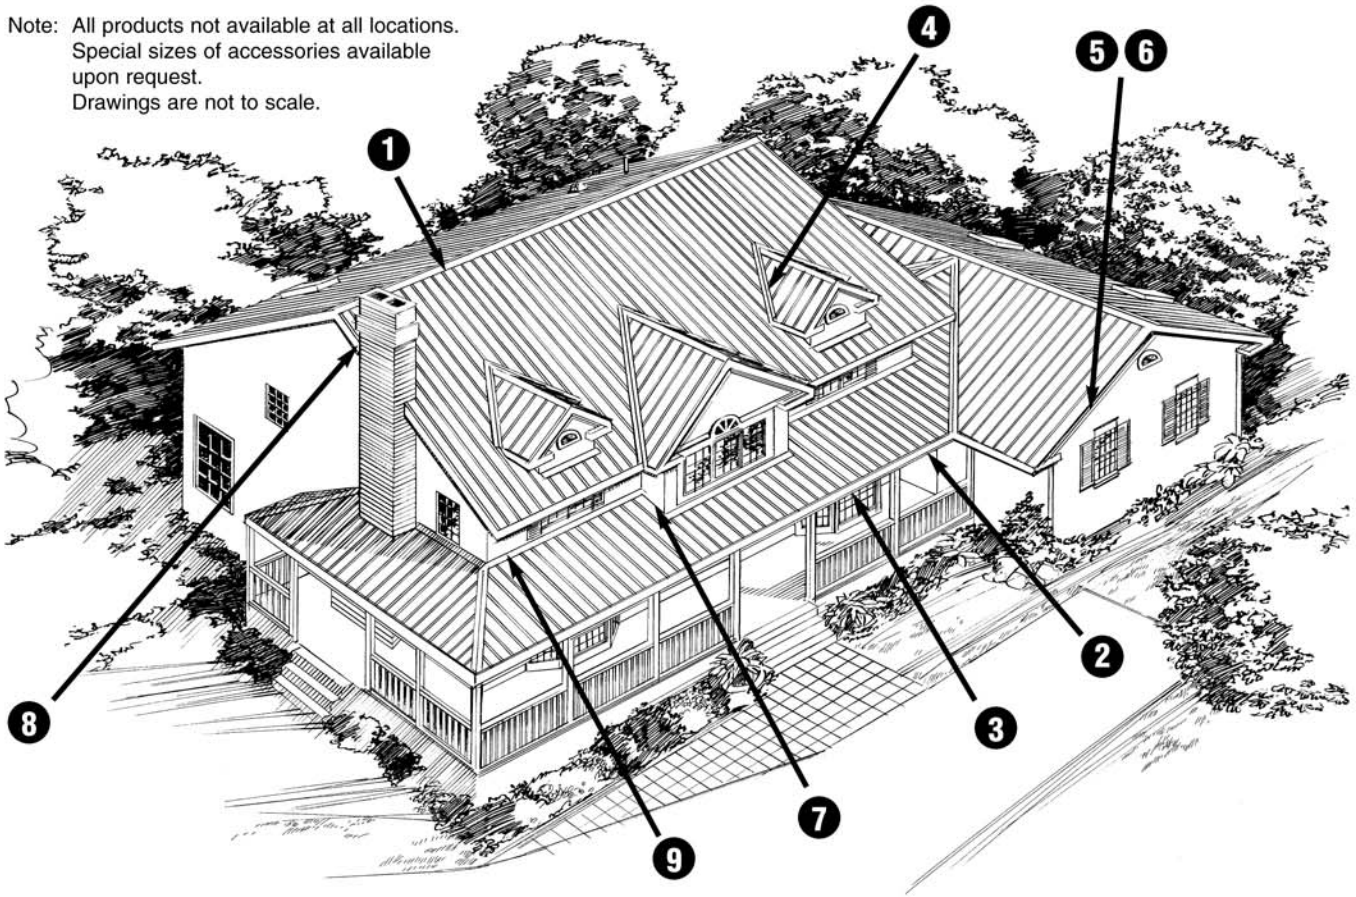 Note: All products not available at all locations.
Special sizes of accessories available
upon request.
Drawings are not to scale.
4
5 6
1
8
2
3
7
9